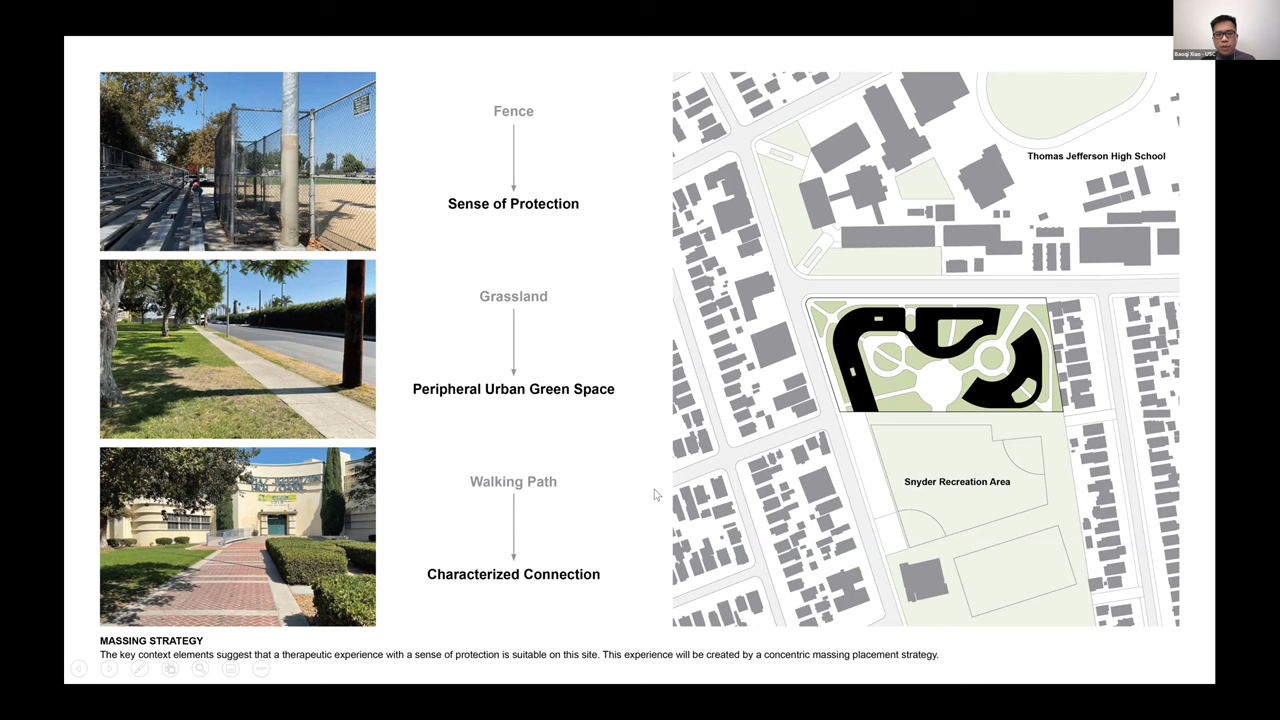 Baoqi Xiao - USC
Fence
Sense of Protection
Grassland
Peripheral Urban Green Space
Walking Path
Characterized Connection
Thomas Jefferson High School
Snyder Recreation Area
MASSING STRATEGY
The key context elements suggest that a therapeutic experience with a sense of protection is suitable on this site. This experience will be created by a concentric massing placement strategy.